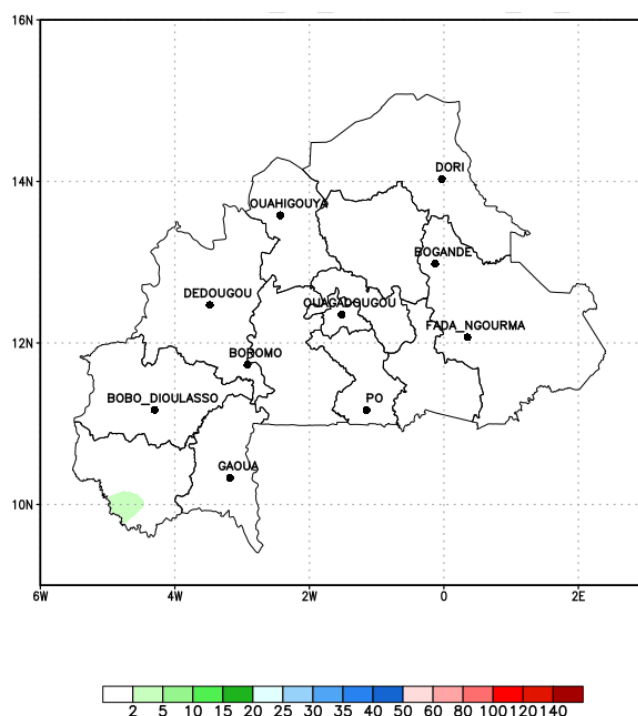 16N
DORI
14N
OUAHIGOUYA
BOGANDE
DEDOUGOU
OUAGADOUGOU
FADA_NGOURMA
12N
BOROMO
BOBO_DIOULASSO
PO
GAOUA
10N
6W 4W 2W 0 2E
2 5 10 15 20 25 30 35 40 50 60 80 100 120 140